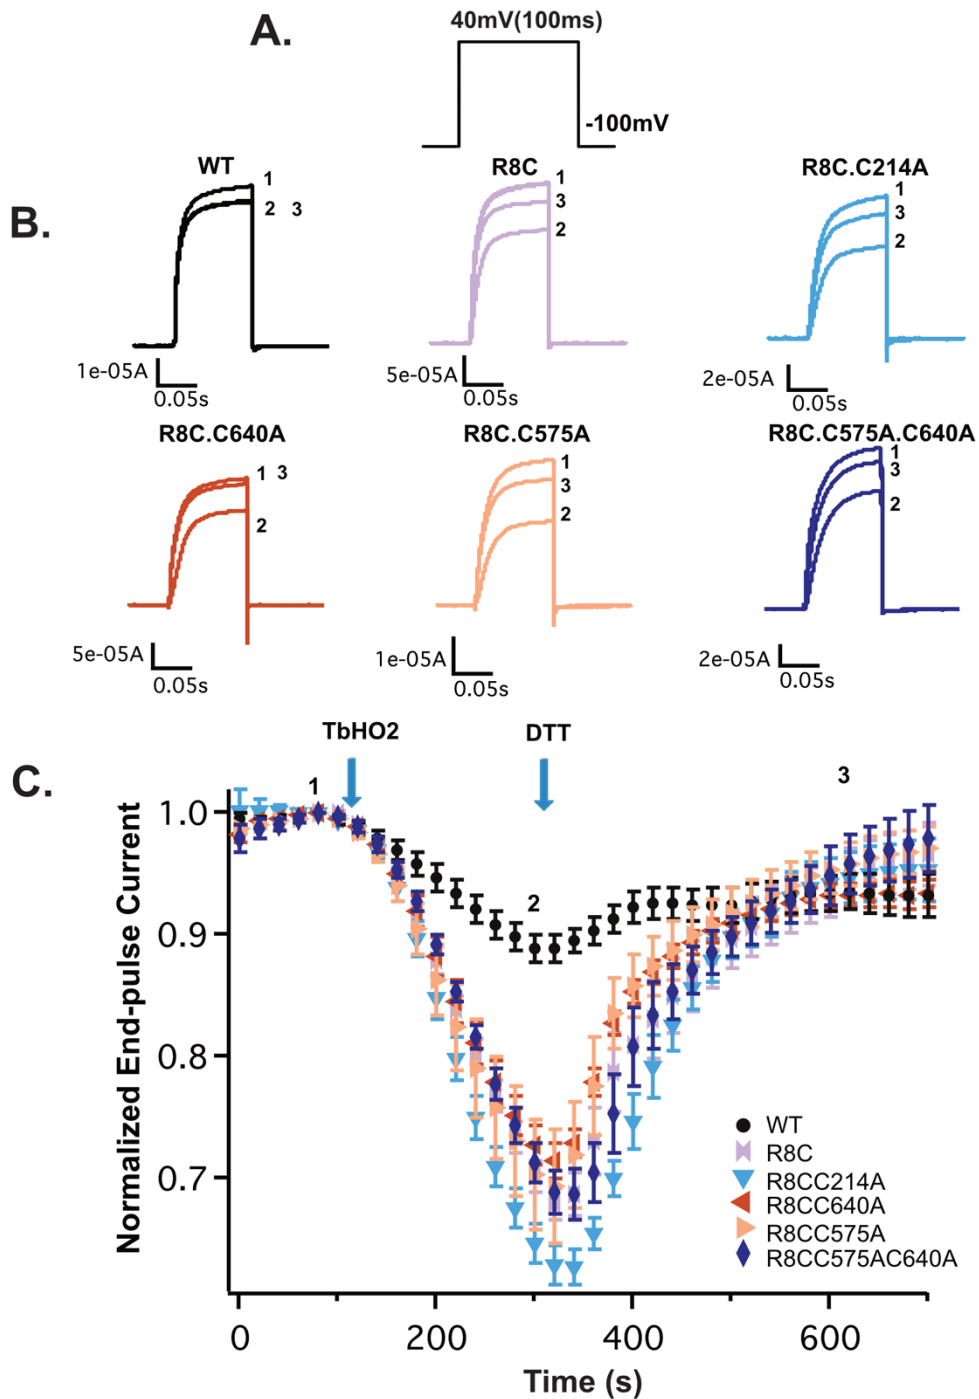 A.
40mV(100ms)
-100mV
B.
WT
1
2 3
1e-05A
0.05s
R8C
1
3
2
5e-05A
0.05s
R8C.C214A
1
3
2
2e-05A
0.05s
R8C.C640A
1 3
2
5e-05A
0.05s
R8C.C575A
1
3
2
1e-05A
0.05s
R8C.C575A.C640A
1
3
2
2e-05A
0.05s
C.
TbHO2
DTT
1
2
3
Normalized End-pulse Current
1.0
0.9
0.8
0.7
WT
R8C
R8CC214A
R8CC640A
R8CC575A
R8CC575AC640A
0
200
400
600
Time (s)